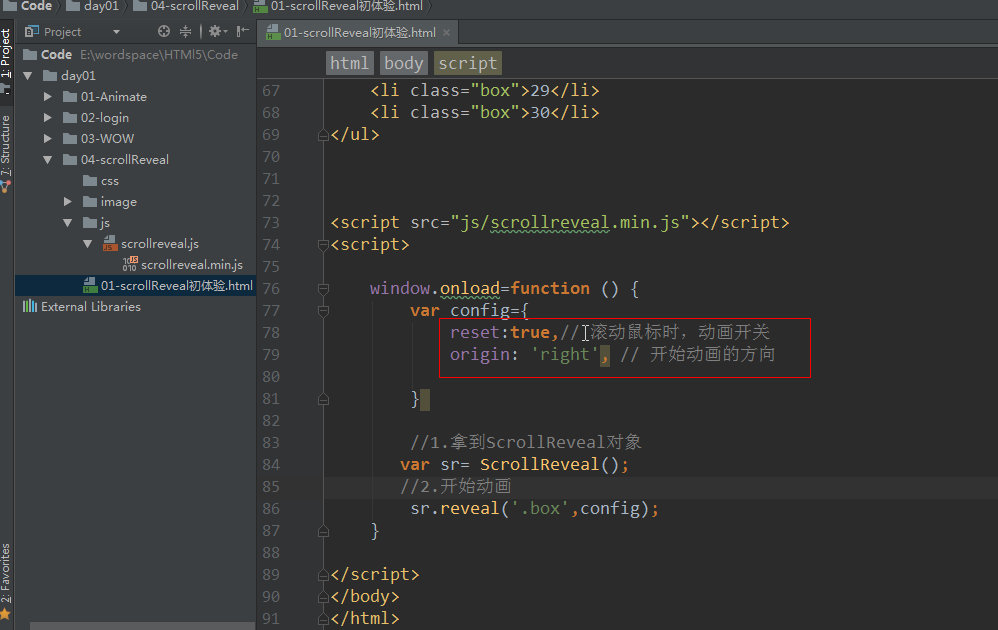 Code day01 04-scrollReveal 01-scrollReveal初体验.html
Project
01-scrollReveal初体验.html
1: Project
7: Structure
2: Favorites
Code E:\wordspace\HTMl5\Code
day01
01-Animate
02-login
03-WOW
04-scrollReveal
css
image
js
scrollreveal.js
scrollreveal.min.js
01-scrollReveal初体验.html
External Libraries
html body script
67 <li class="box">29</li>
68 <li class="box">30</li>
69 </ul>
70
71
72
73 <script src="js/scrollreveal.min.js"></script>
74 <script>
75
76 window.onload=function () {
77 var config={
78 reset:true,// 滚动鼠标时，动画开关
79 origin: 'right', // 开始动画的方向
80
81 }
82
83 //1.拿到ScrollReveal对象
84 var sr= ScrollReveal();
85 //2.开始动画
86 sr.reveal('.box',config);
87 }
88
89 </script>
90 </body>
91 </html>